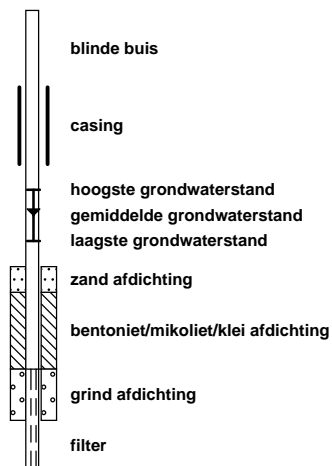 blinde buis
casing
hoogste grondwaterstand
gemiddelde grondwaterstand
laagste grondwaterstand
zand afdichting
bentoniet/mikoliet/klei afdichting
grind afdichting
filter